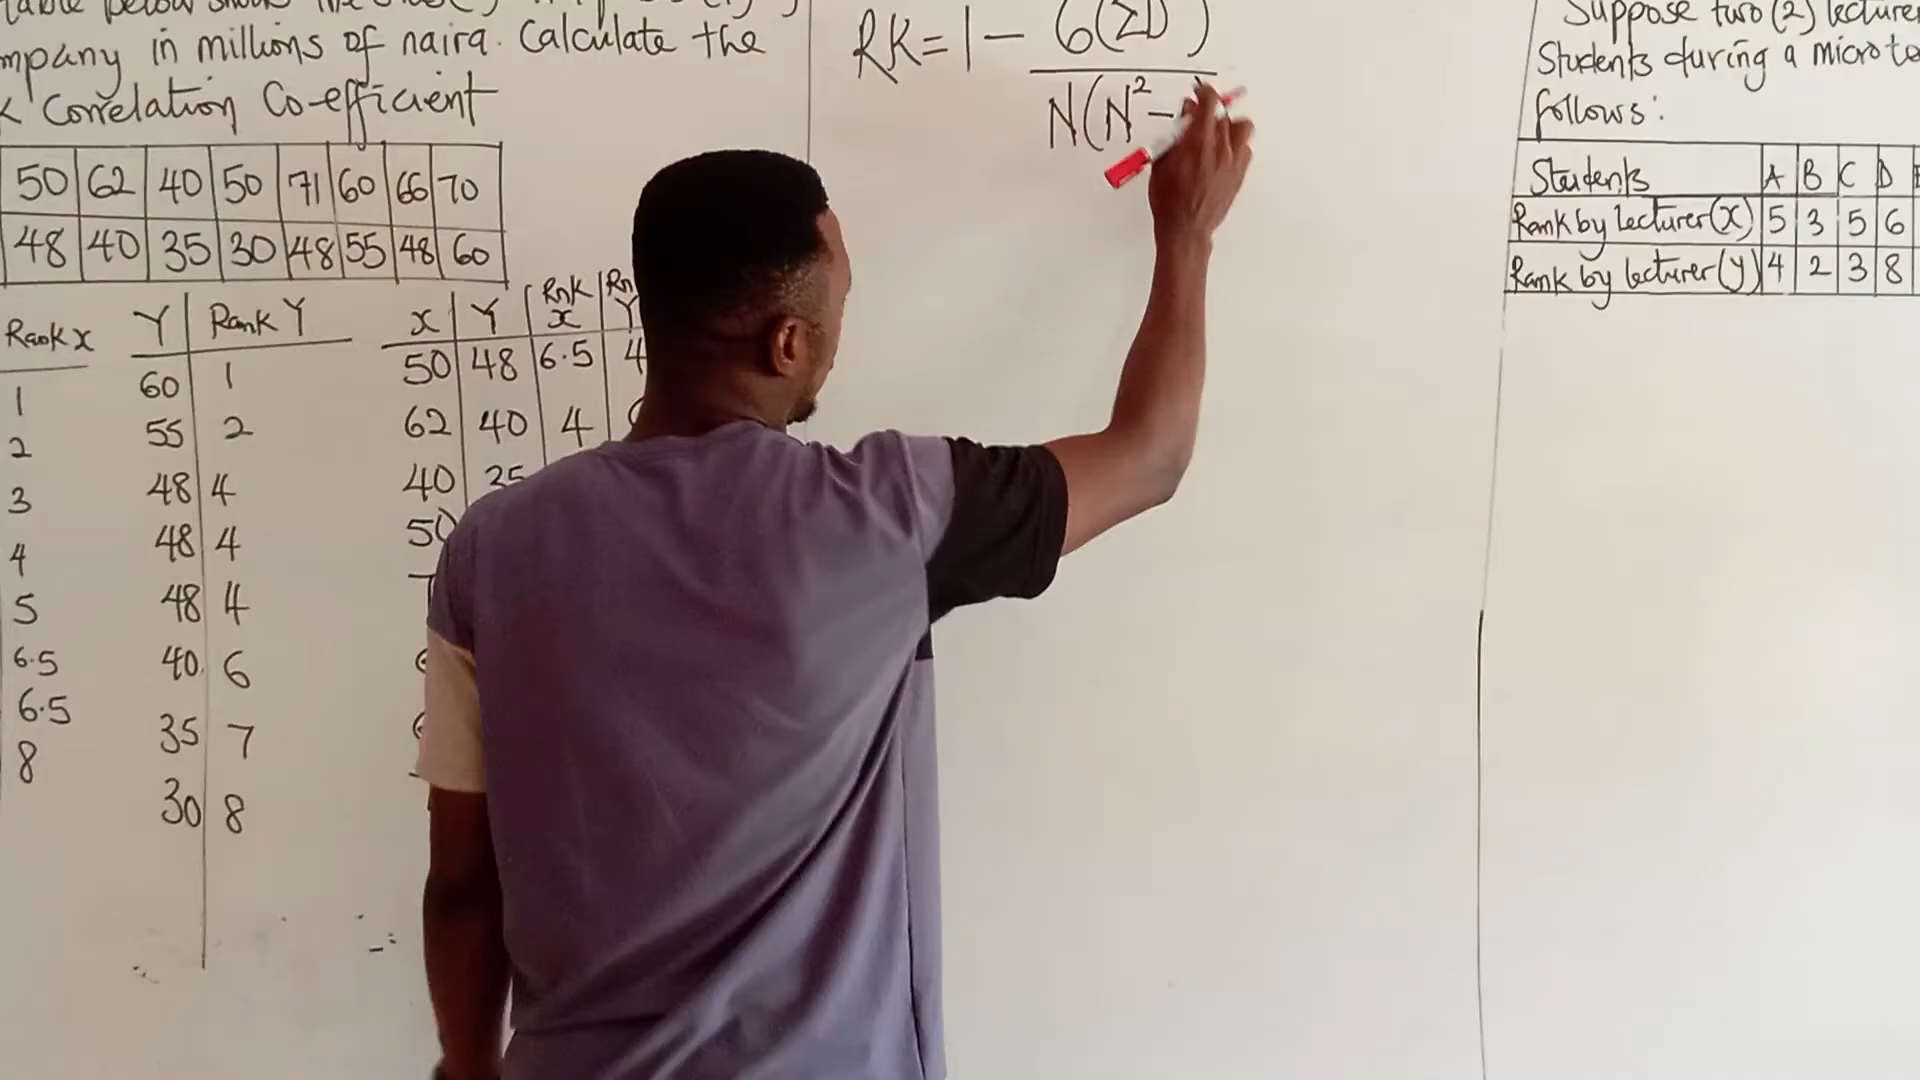 company in millions of naira. Calculate the
Correlation Co-efficient
50 62 40 50 71 60 66 70
48 40 35 30 48 55 48 60
Rank x
1
2
3
4
5
6.5
6.5
8
Y Rank Y
60 1
55 2
48 4
48 4
48 4
40. 6
35 7
30 8
x Y Rnk x Rn Y
50 48 6.5 4
62 40 4
40 35
50
RK = 1 - 6(ΣD )
N(N² -
Suppose two (2) lecturer
Students during a micro te
follows:
Students A B C D
Rank by lecturer (x) 5 3 5 6
Rank by lecturer (y) 4 2 3 8